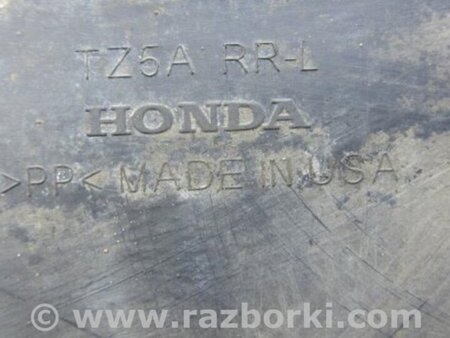 TZ5A RR-L
HONDA
>PP< MADE IN USA
© www.razborki.com